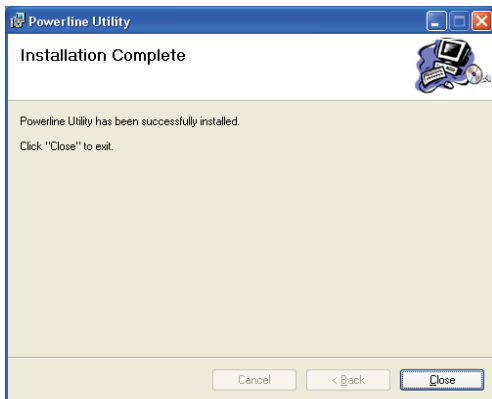 Powerline Utility
Installation Complete
Powerline Utility has been successfully installed.
Click "Close" to exit.
Cancel
< Back
Close